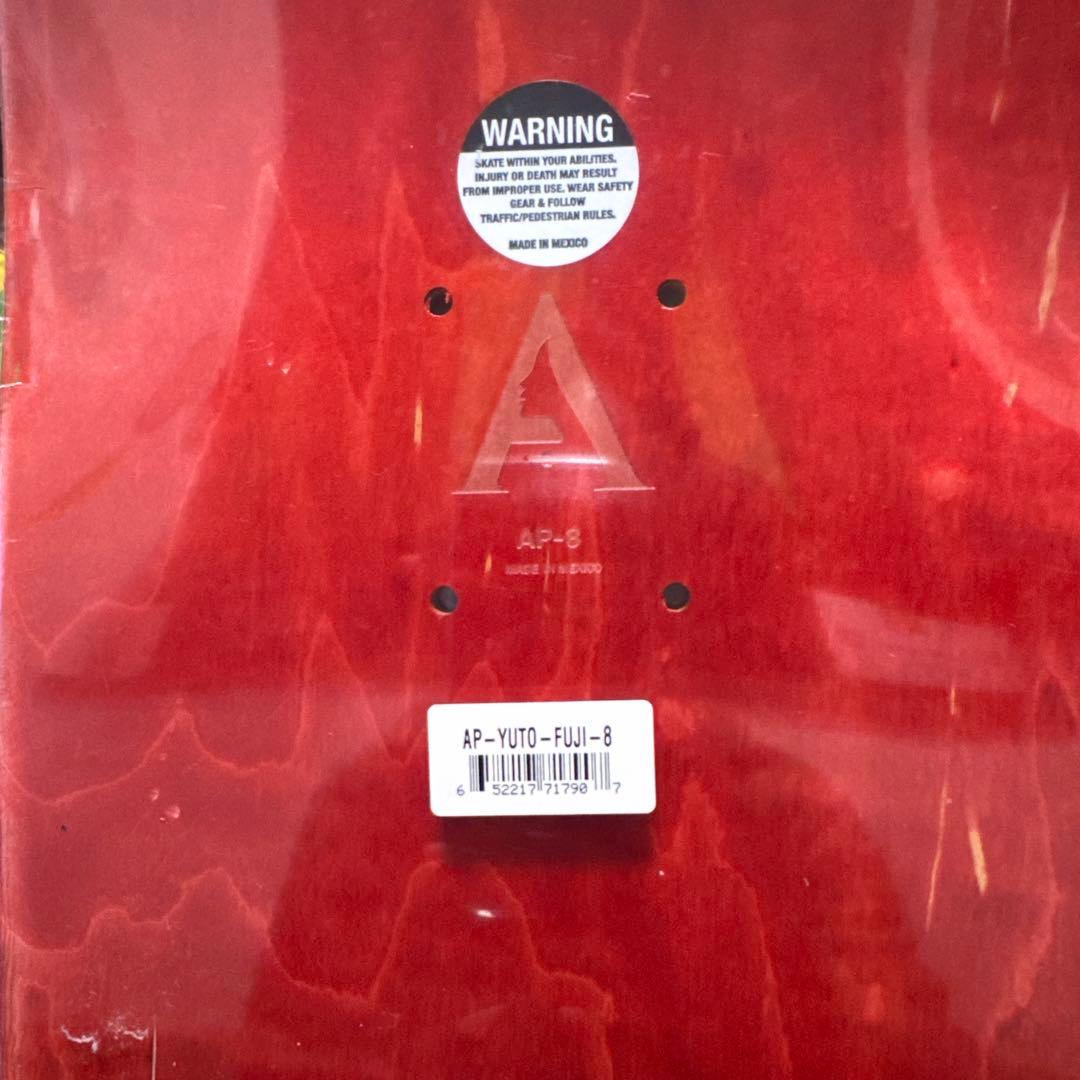 WARNING
SKATE WITHIN YOUR ABILITIES.
INJURY OR DEATH MAY RESULT
FROM IMPROPER USE. WEAR SAFETY
GEAR & FOLLOW
TRAFFIC/PEDESTRIAN RULES.
MADE IN MEXICO
A
AP-8
MADE IN MEXICO
AP-YUTO-FUJI-8
6 52217 71790 7